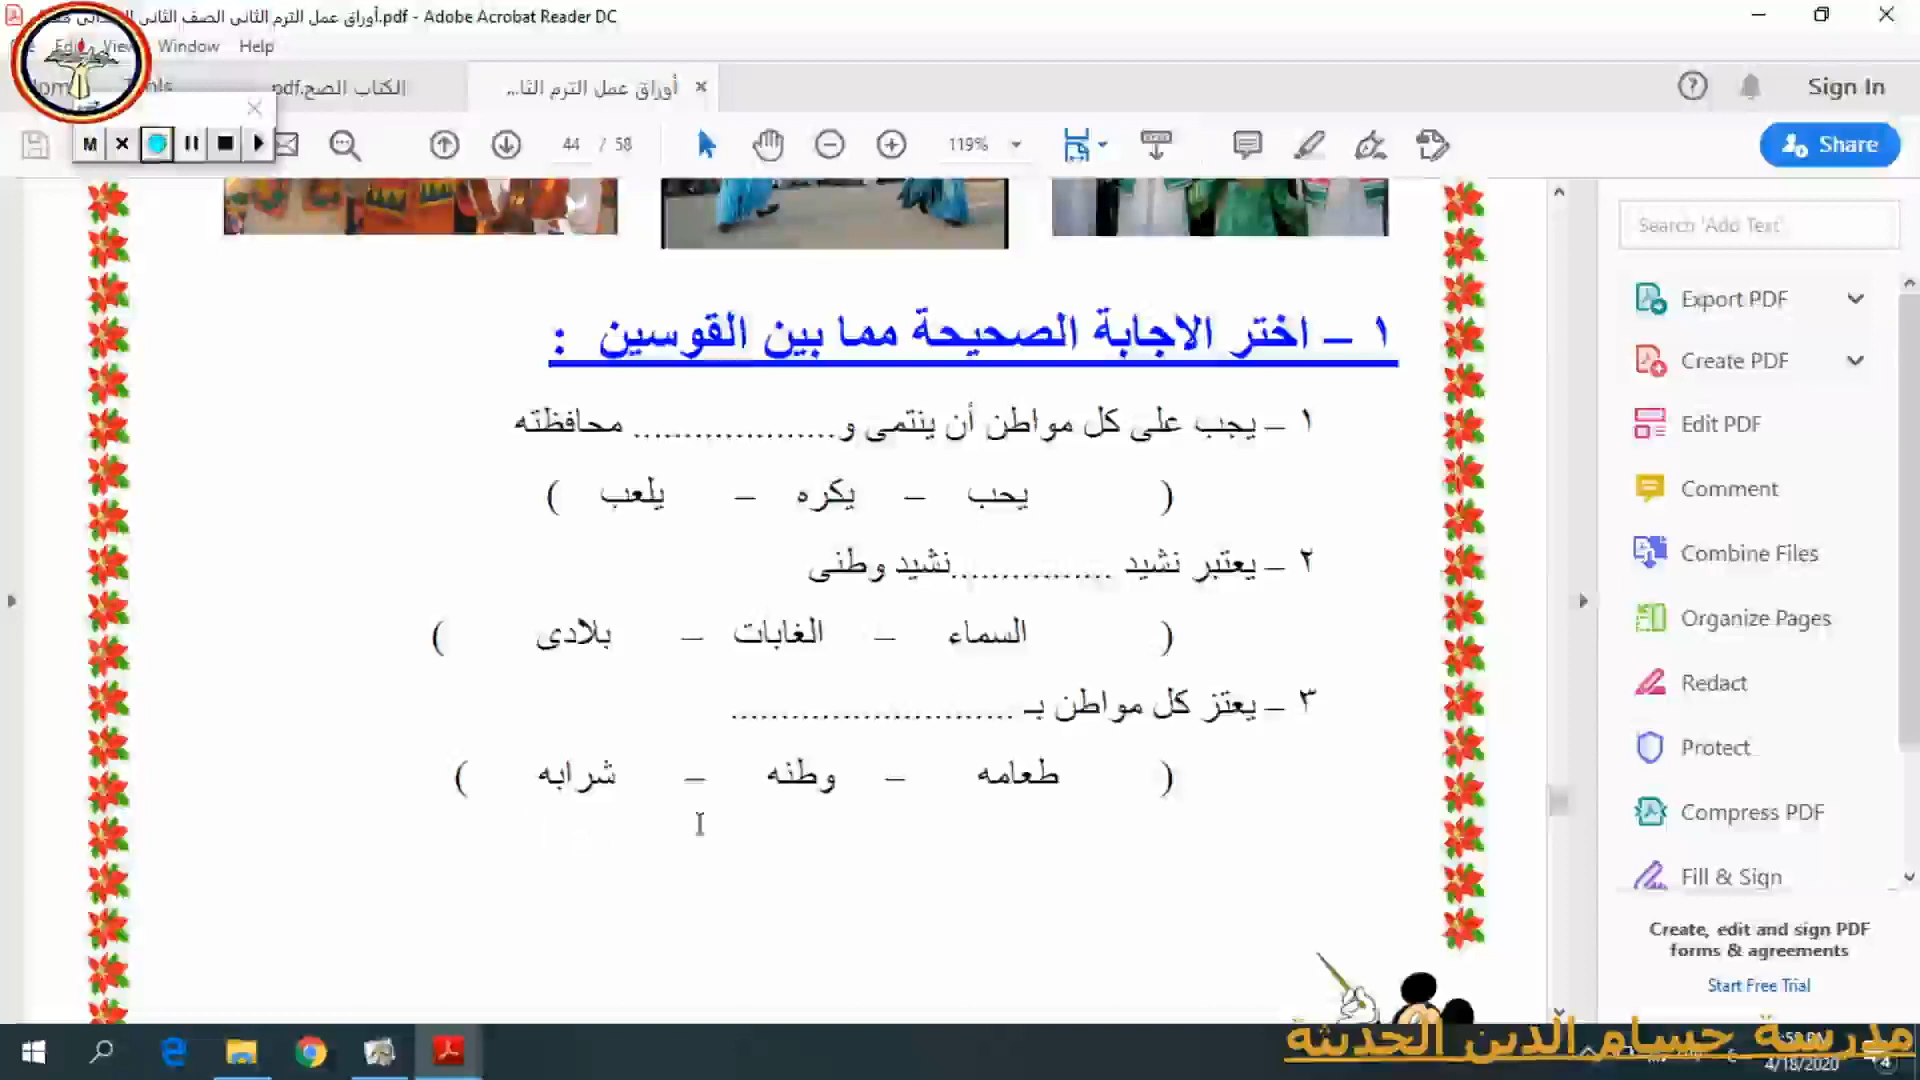 أوراق عمل الترم الثانى الصف الثانى.pdf - Adobe Acrobat Reader DC
Edit View Window Help
Tools
الكتاب الصح.pdf
أوراق عمل الترم الثا...
Sign In
M
44 / 58
119%
Share
١ – اختر الاجابة الصحيحة مما بين القوسين :
١ – يجب على كل مواطن أن ينتمى و.................... محافظته
( يحب – يكره – يلعب )
٢ – يعتبر نشيد ................نشيد وطنى
( السماء – الغابات – بلادى )
٣ – يعتز كل مواطن بـ ............................
( طعامه – وطنه – شرابه )
Search 'Add Text'
Export PDF
Create PDF
Edit PDF
Comment
Combine Files
Organize Pages
Redact
Protect
Compress PDF
Fill & Sign
Create, edit and sign PDF
forms & agreements
Start Free Trial
مدرسة حسام الدين الحديثة
4/18/2020